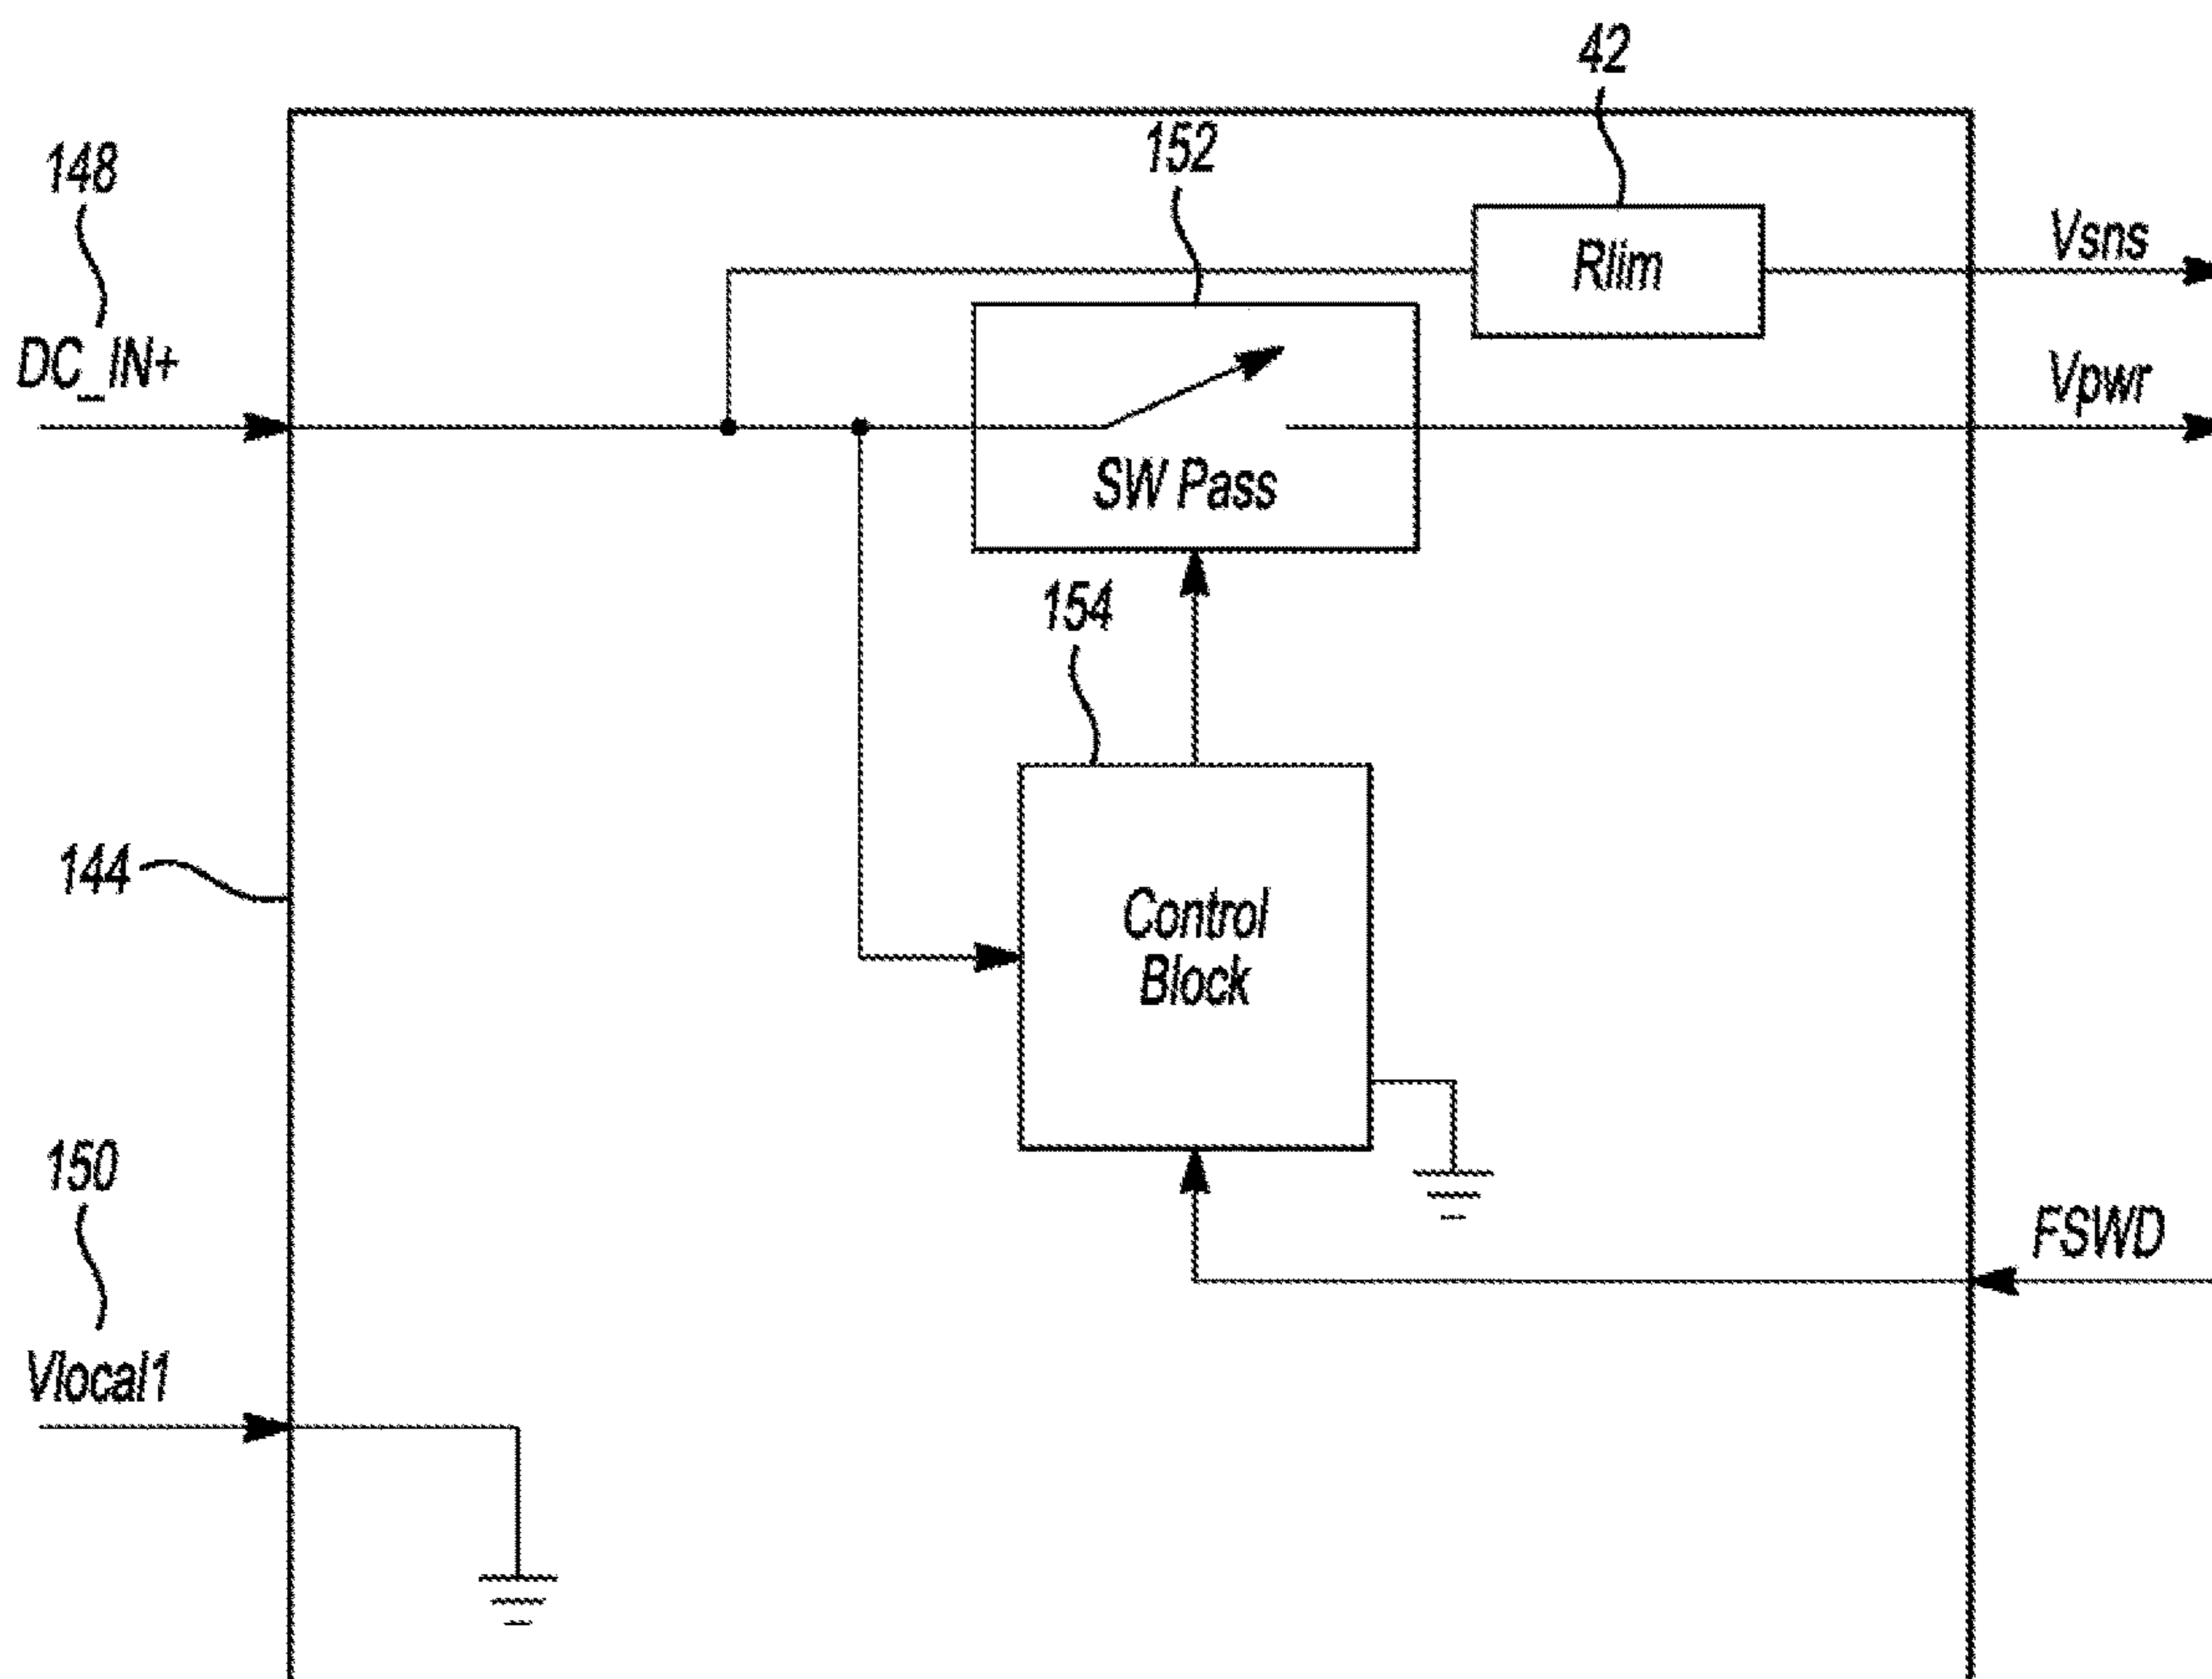 42
148
152
Rlim
Vsns
DC_IN+
Vpwr
SW Pass
154
144
Control
Block
150
FSWD
Vlocal1